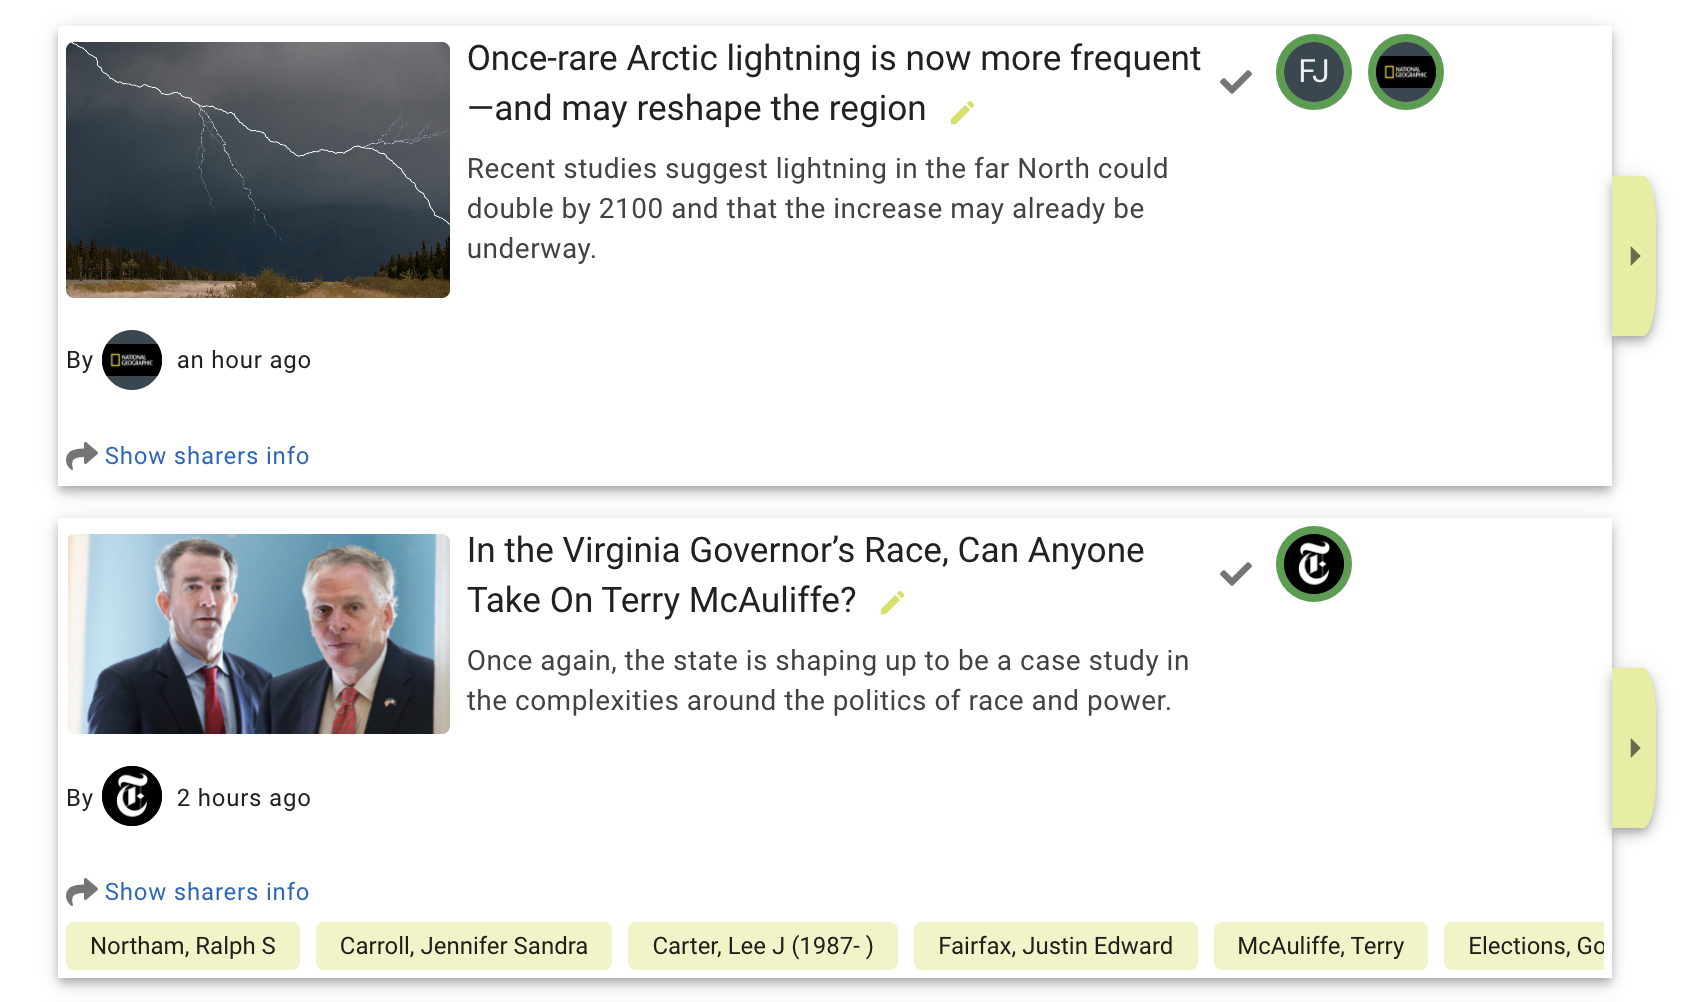 Once-rare Arctic lightning is now more frequent
—and may reshape the region
FJ
NATIONAL GEOGRAPHIC
Recent studies suggest lightning in the far North could
double by 2100 and that the increase may already be
underway.
By NATIONAL GEOGRAPHIC an hour ago
Show sharers info
In the Virginia Governor’s Race, Can Anyone
Take On Terry McAuliffe?
T
Once again, the state is shaping up to be a case study in
the complexities around the politics of race and power.
By T 2 hours ago
Show sharers info
Northam, Ralph S Carroll, Jennifer Sandra Carter, Lee J (1987- ) Fairfax, Justin Edward McAuliffe, Terry Elections, Go